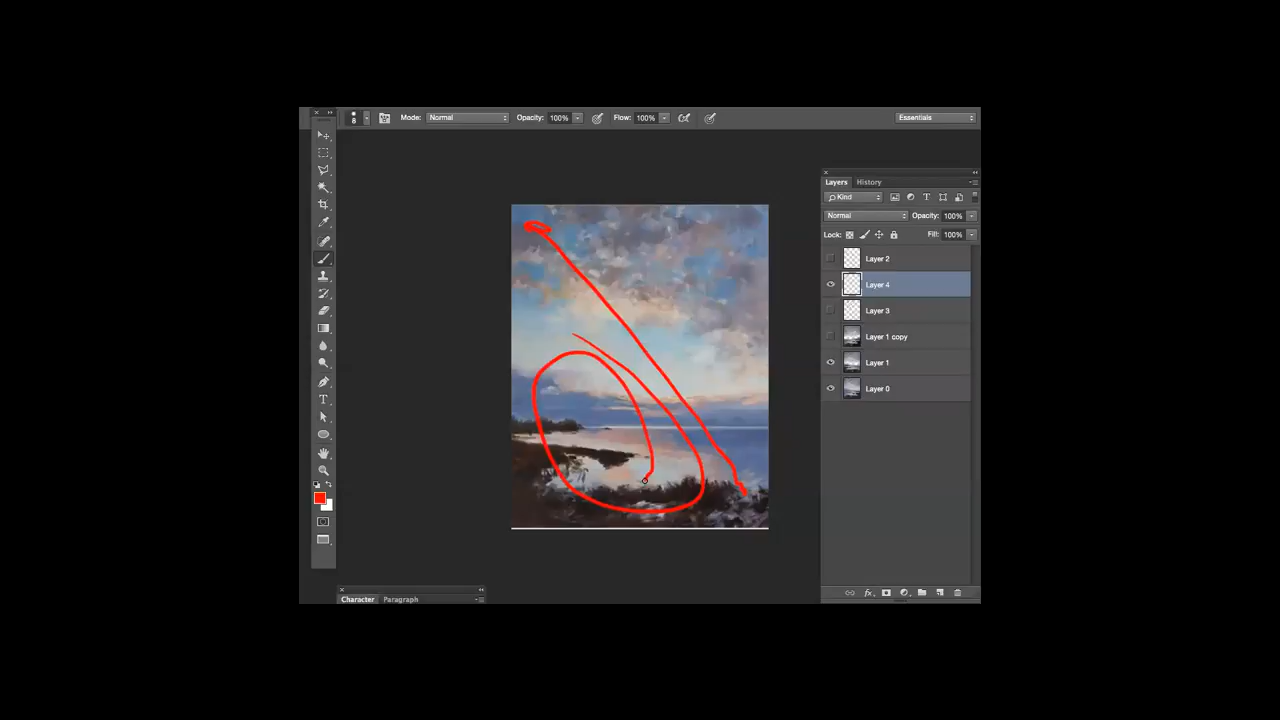 8 Mode: Normal Opacity: 100% Flow: 100% Essentials
Layers History
Kind
Normal Opacity: 100%
Lock: Fill: 100%
Layer 2
Layer 4
Layer 3
Layer 1 copy
Layer 1
Layer 0
Character Paragraph